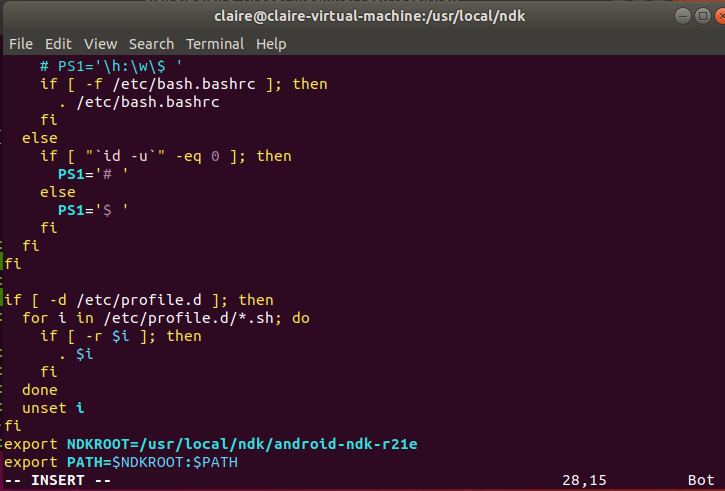 claire@claire-virtual-machine:/usr/local/ndk
File Edit View Search Terminal Help
    # PS1='\h:\w\$ '
    if [ -f /etc/bash.bashrc ]; then
      . /etc/bash.bashrc
    fi
  else
    if [ "`id -u`" -eq 0 ]; then
      PS1='# '
    else
      PS1='$ '
    fi
  fi
fi

if [ -d /etc/profile.d ]; then
  for i in /etc/profile.d/*.sh; do
    if [ -r $i ]; then
      . $i
    fi
  done
  unset i
fi
export NDKROOT=/usr/local/ndk/android-ndk-r21e
export PATH=$NDKROOT:$PATH
-- INSERT -- 28,15 Bot